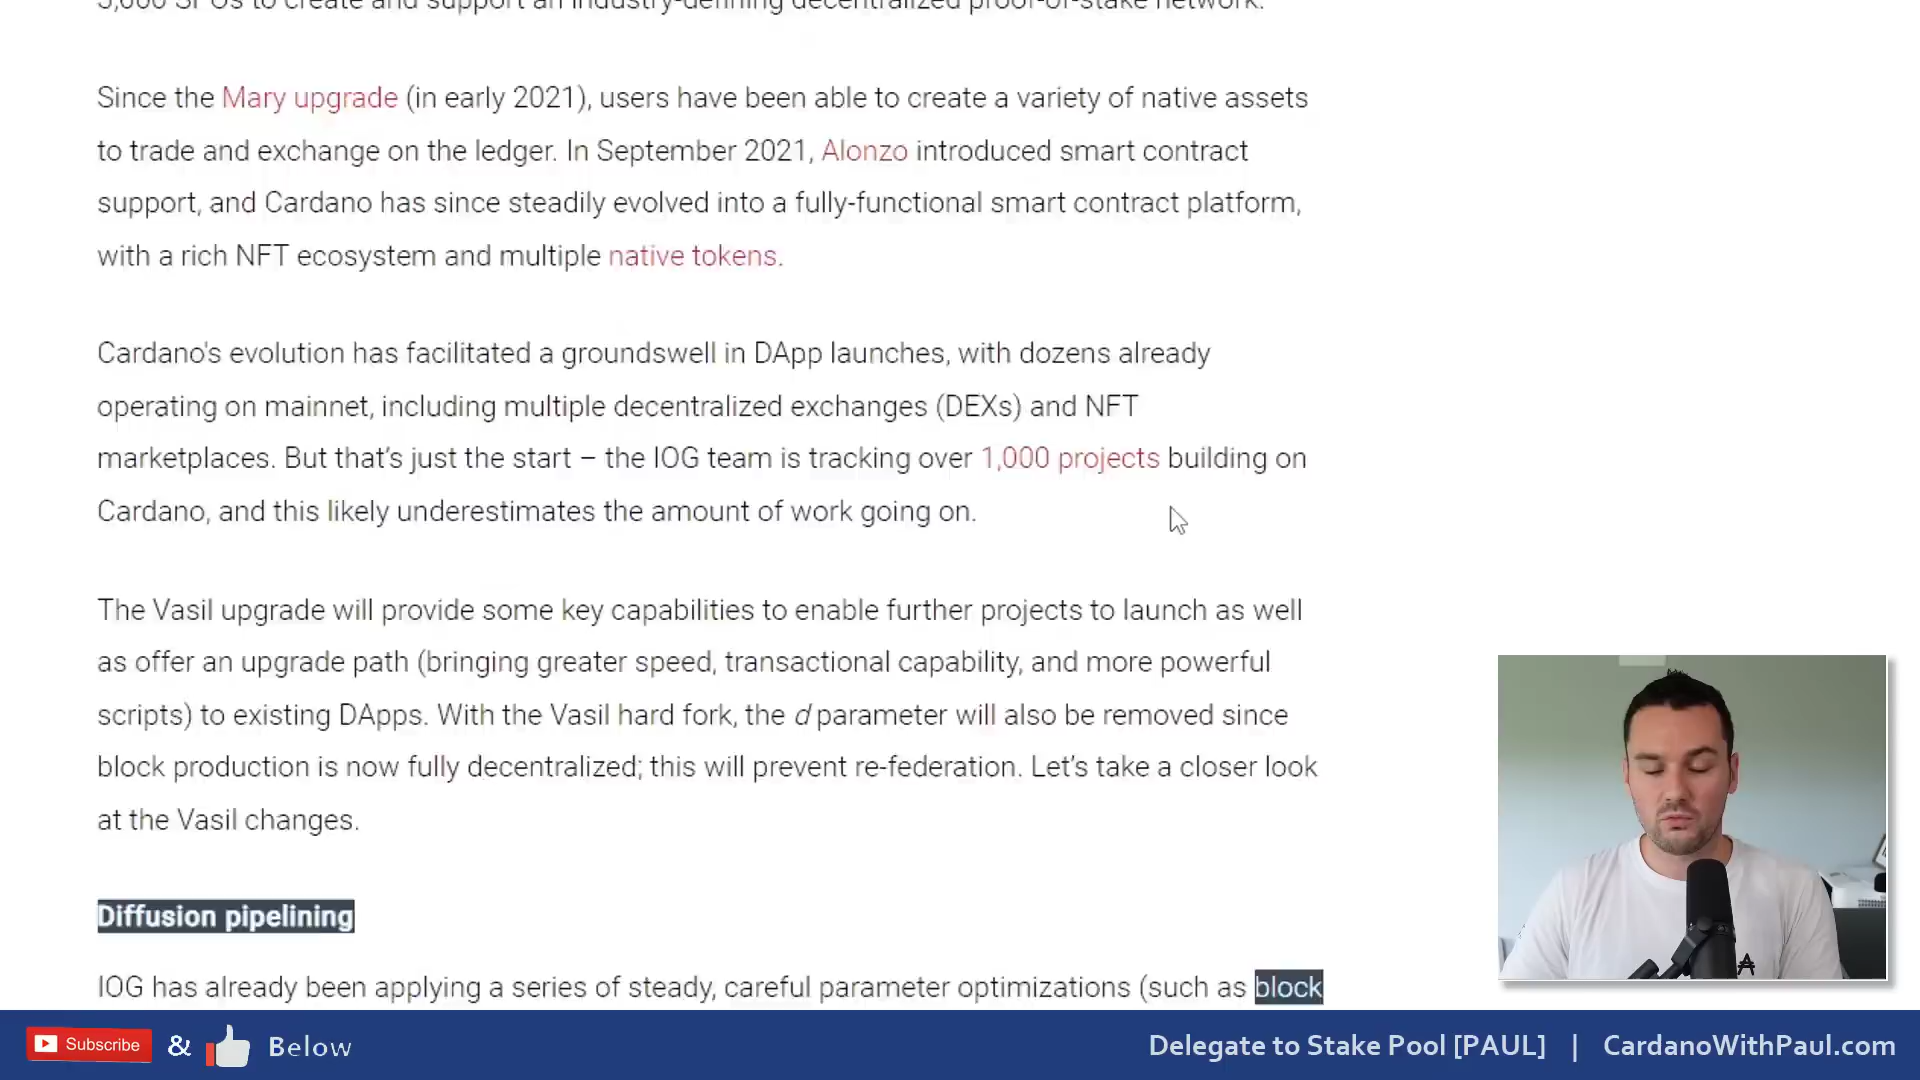 3,000 SPOs to create and support an industry-defining decentralized proof-of-stake network.
Since the Mary upgrade (in early 2021), users have been able to create a variety of native assets
to trade and exchange on the ledger. In September 2021, Alonzo introduced smart contract
support, and Cardano has since steadily evolved into a fully-functional smart contract platform,
with a rich NFT ecosystem and multiple native tokens.
Cardano's evolution has facilitated a groundswell in DApp launches, with dozens already
operating on mainnet, including multiple decentralized exchanges (DEXs) and NFT
marketplaces. But that's just the start – the IOG team is tracking over 1,000 projects building on
Cardano, and this likely underestimates the amount of work going on.
The Vasil upgrade will provide some key capabilities to enable further projects to launch as well
as offer an upgrade path (bringing greater speed, transactional capability, and more powerful
scripts) to existing DApps. With the Vasil hard fork, the d parameter will also be removed since
block production is now fully decentralized; this will prevent re-federation. Let's take a closer look
at the Vasil changes.
Diffusion pipelining
IOG has already been applying a series of steady, careful parameter optimizations (such as block
Subscribe & Below
Delegate to Stake Pool [PAUL] | CardanoWithPaul.com